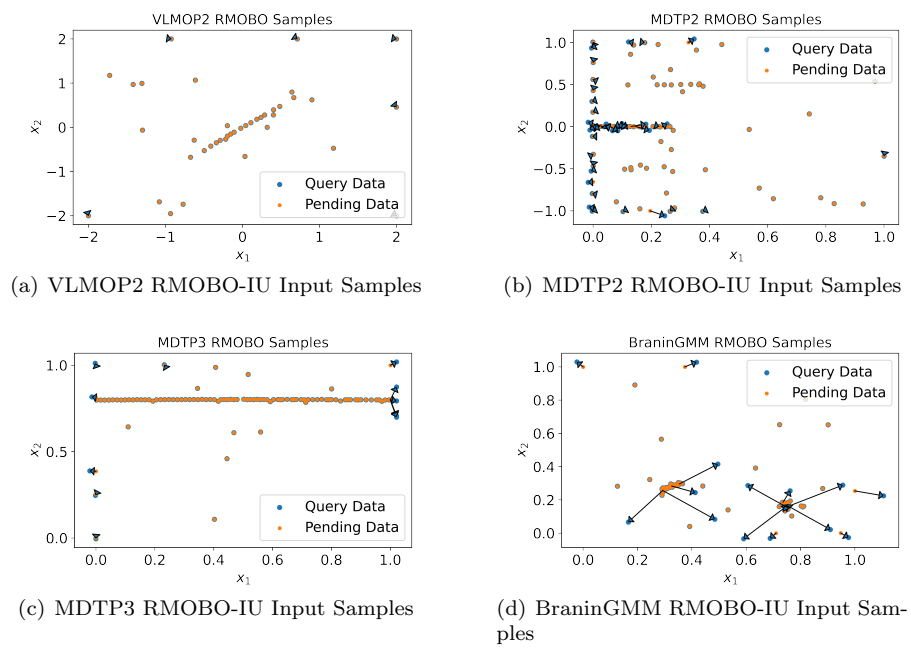 VLMOP2 RMOBO Samples
2
1
0
−1
−2
x2
−2
−1
0
1
2
x1
Query Data
Pending Data
(a) VLMOP2 RMOBO-IU Input Samples
MDTP2 RMOBO Samples
1.0
0.5
0.0
−0.5
−1.0
x2
0.0
0.2
0.4
0.6
0.8
1.0
x1
Query Data
Pending Data
(b) MDTP2 RMOBO-IU Input Samples
MDTP3 RMOBO Samples
1.0
0.5
0.0
x2
0.0
0.2
0.4
0.6
0.8
1.0
x1
Query Data
Pending Data
(c) MDTP3 RMOBO-IU Input Samples
BraninGMM RMOBO Samples
1.0
0.8
0.6
0.4
0.2
0.0
x2
0.0
0.2
0.4
0.6
0.8
1.0
x1
Query Data
Pending Data
(d) BraninGMM RMOBO-IU Input Sam-
ples